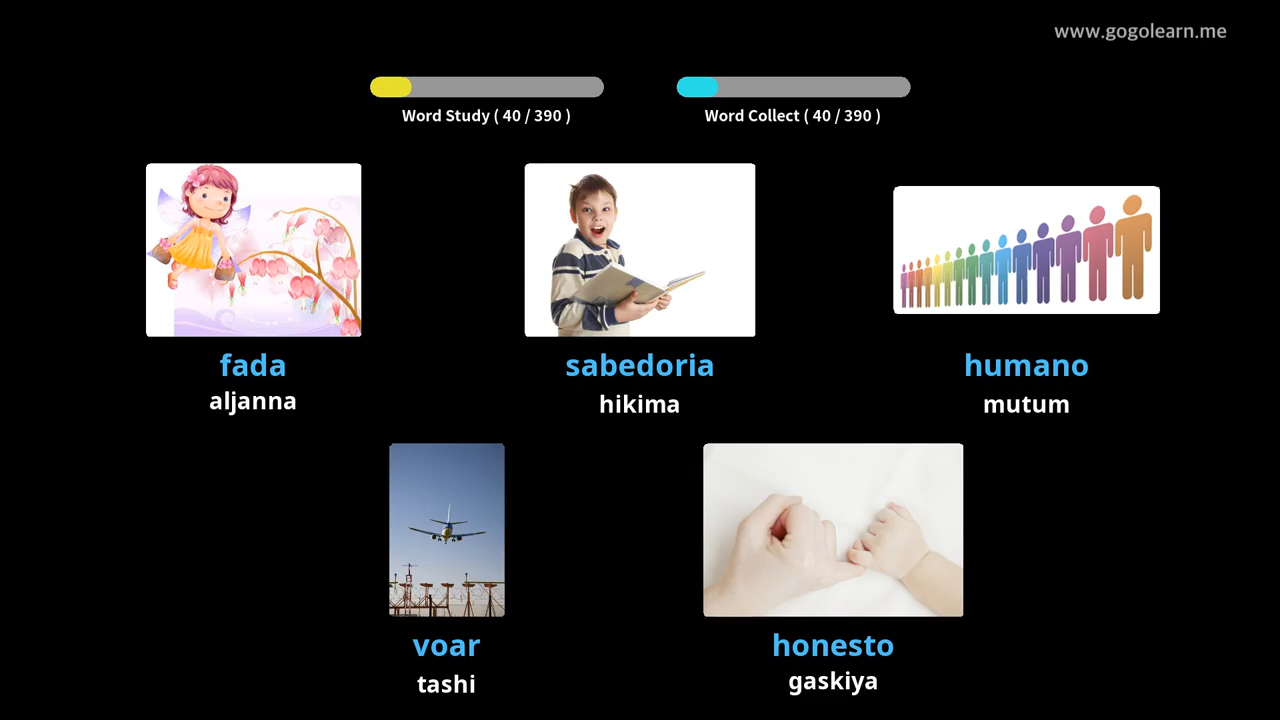 www.gogolearn.me
Word Study ( 40 / 390 )
Word Collect ( 40 / 390 )
fada
aljanna
sabedoria
hikima
humano
mutum
voar
tashi
honesto
gaskiya